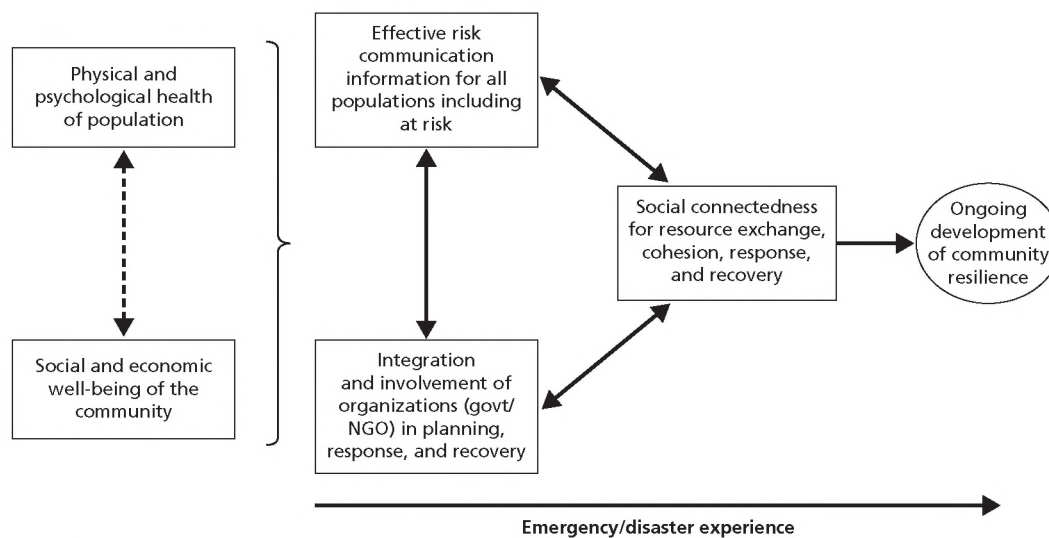 Physical and
psychological health
of population
Social and economic
well-being of the
community
Effective risk
communication
information for all
populations including
at risk
Integration
and involvement of
organizations (govt/
NGO) in planning,
response, and recovery
Social connectedness
for resource exchange,
cohesion, response,
and recovery
Ongoing
development
of community
resilience
Emergency/disaster experience